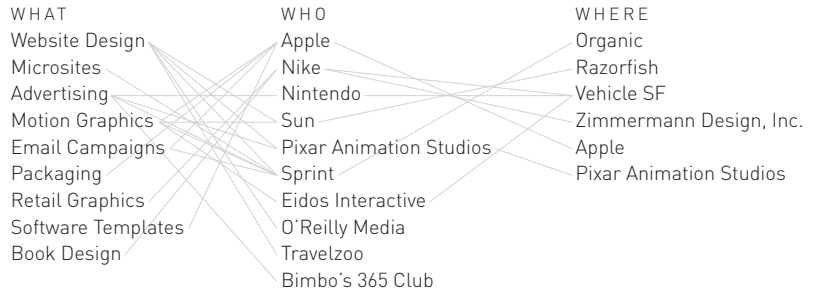 WHAT
Website Design
Microsites
Advertising
Motion Graphics
Email Campaigns
Packaging
Retail Graphics
Software Templates
Book Design
WHO
Apple
Nike
Nintendo
Sun
Pixar Animation Studios
Sprint
Eidos Interactive
O'Reilly Media
Travelzoo
Bimbo's 365 Club
WHERE
Organic
Razorfish
Vehicle SF
Zimmermann Design, Inc.
Apple
Pixar Animation Studios